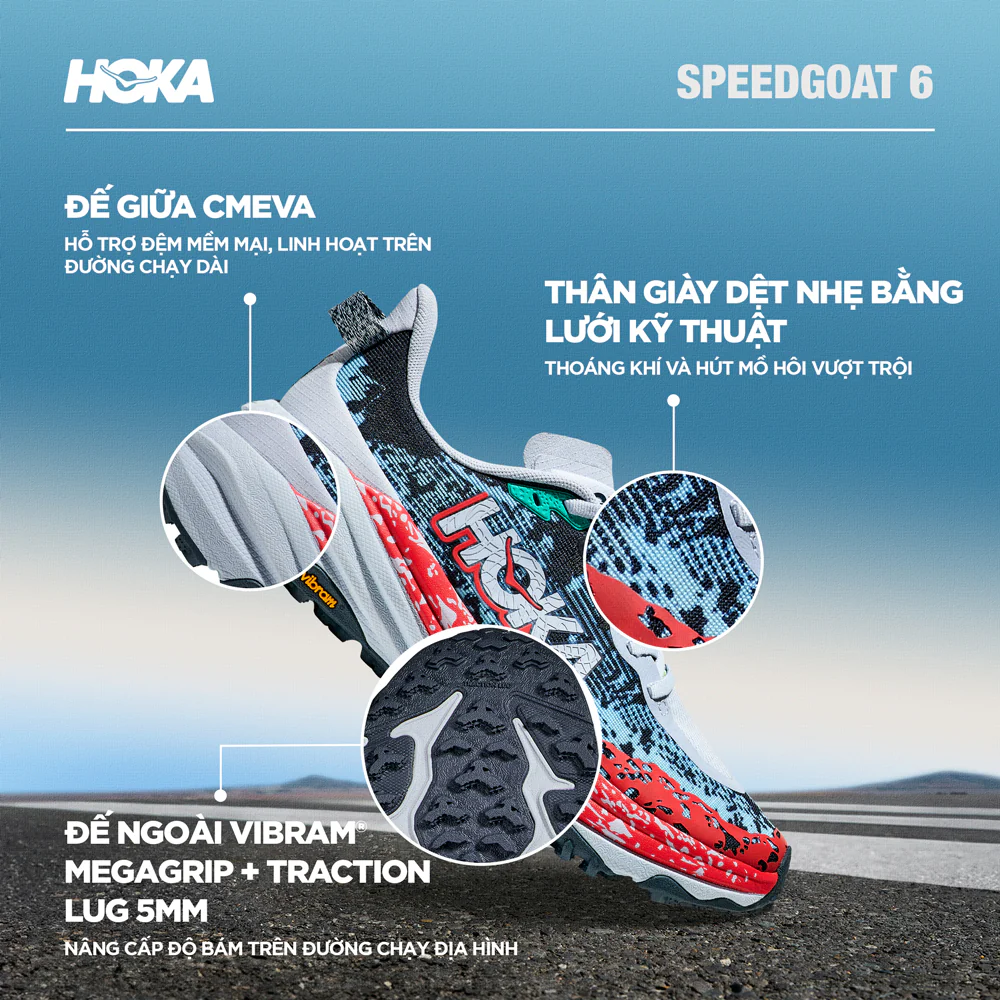 HOKA
SPEEDGOAT 6
ĐẾ GIỮA CMEVA
HỖ TRỢ ĐỆM MỀM MẠI, LINH HOẠT TRÊN
ĐƯỜNG CHẠY DÀI
THÂN GIÀY DỆT NHẸ BẰNG
LƯỚI KỸ THUẬT
THOÁNG KHÍ VÀ HÚT MỒ HÔI VƯỢT TRỘI
HOKA
vibram
ĐẾ NGOÀI VIBRAM®
MEGAGRIP + TRACTION
LUG 5MM
NÂNG CẤP ĐỘ BÁM TRÊN ĐƯỜNG CHẠY ĐỊA HÌNH